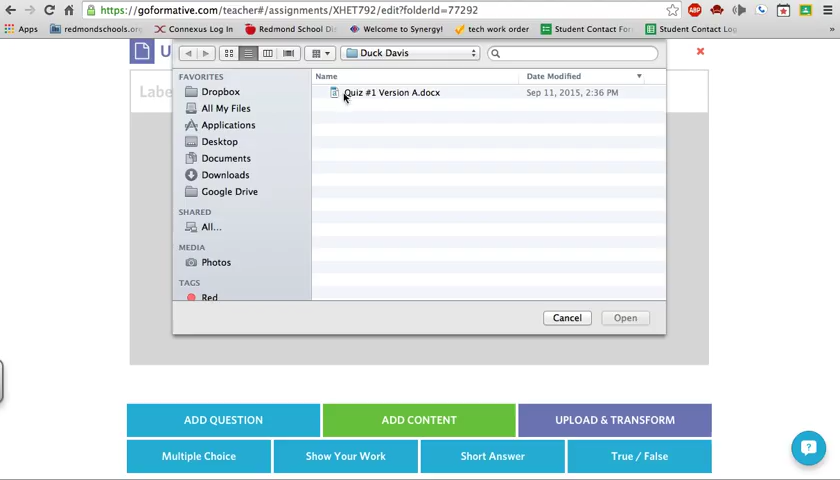 https://goformative.com/teacher#/assignments/XHET792/edit?folderId=77292
Apps redmondschools.org Connexus Log In Redmond School Dis Welcome to Synergy! tech work order Student Contact Form Student Contact Log
U
Duck Davis
Labe
FAVORITES
Dropbox
All My Files
Applications
Desktop
Documents
Downloads
Google Drive
SHARED
All...
MEDIA
Photos
TAGS
Red
Name Date Modified
Quiz #1 Version A.docx Sep 11, 2015, 2:36 PM
Cancel Open
ADD QUESTION ADD CONTENT UPLOAD & TRANSFORM
Multiple Choice Show Your Work Short Answer True / False